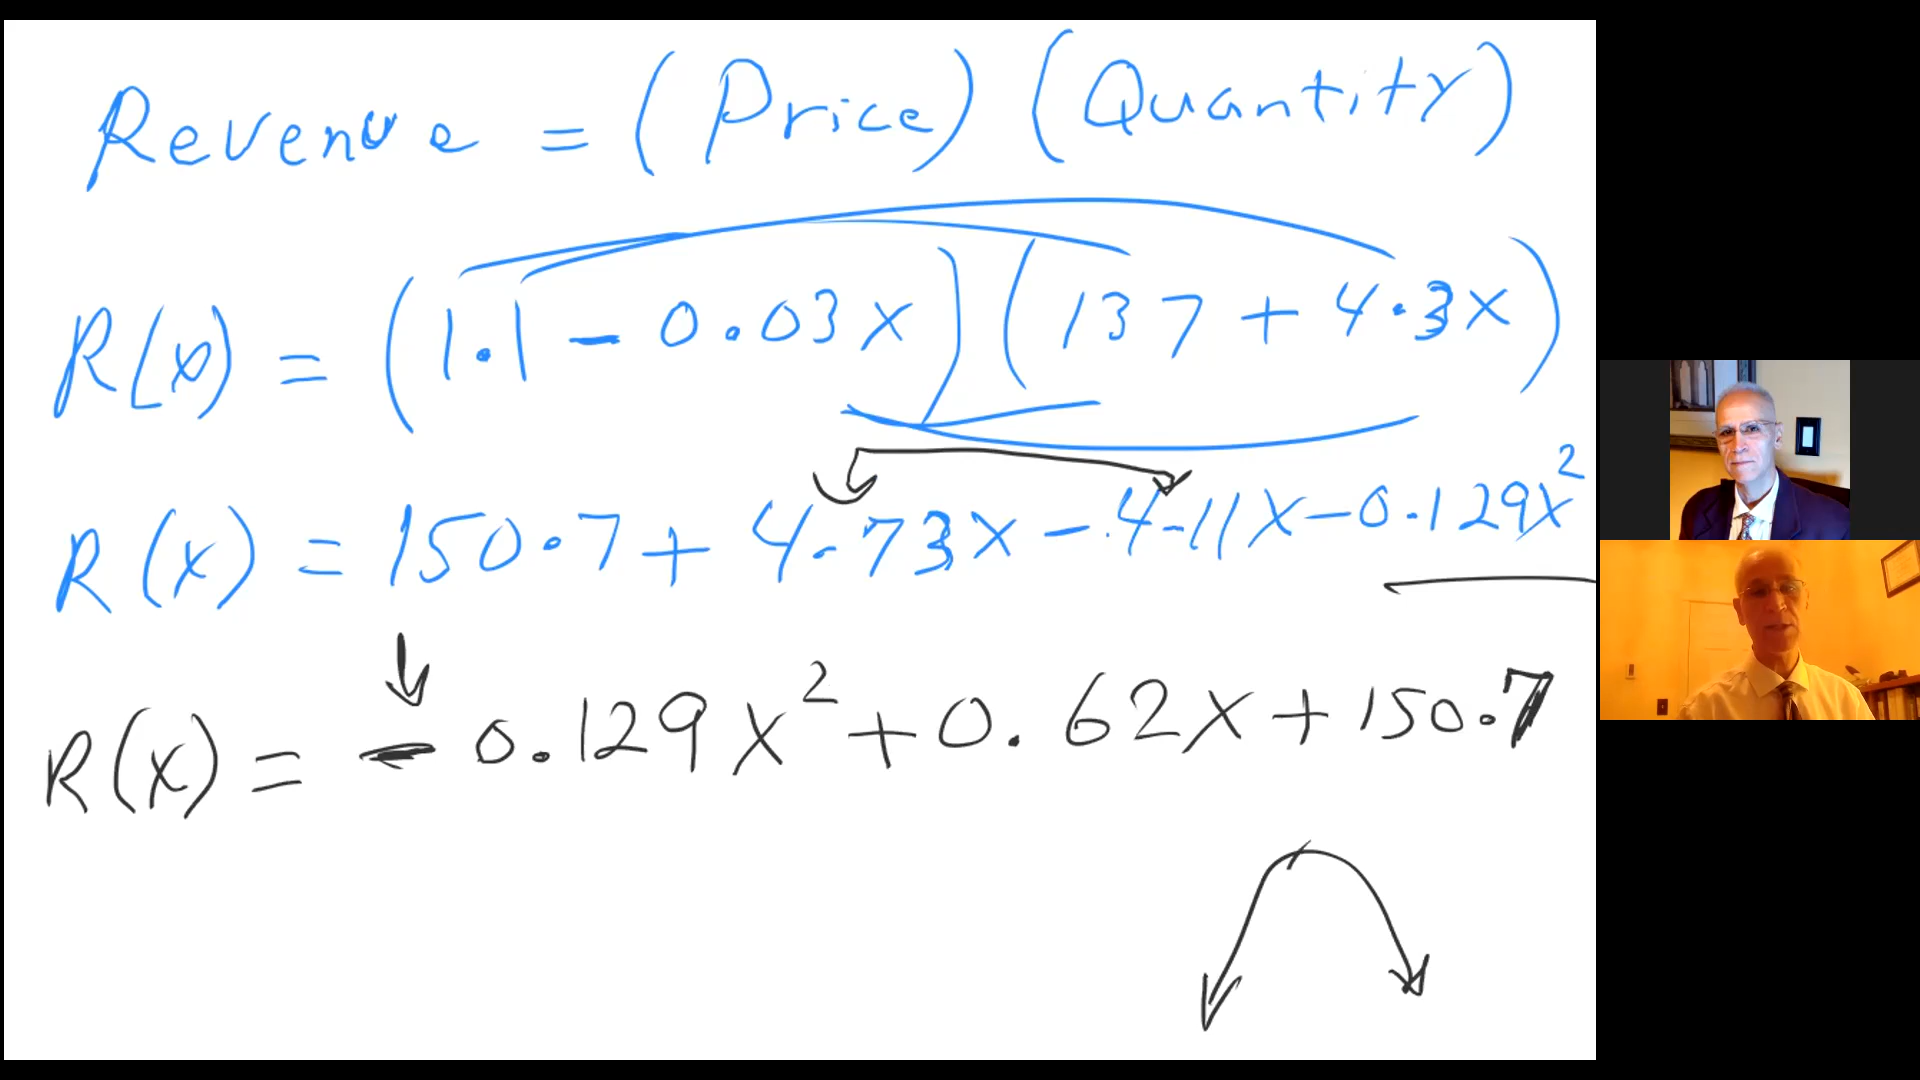 Revenue = (Price) (Quantity)
R(x) = (1.1 - 0.03x) (137 + 4.3x)
R(x) = 150.7 + 4.73x - 4.11x - 0.129x²
R(x) = - 0.129x² + 0.62x + 150.7